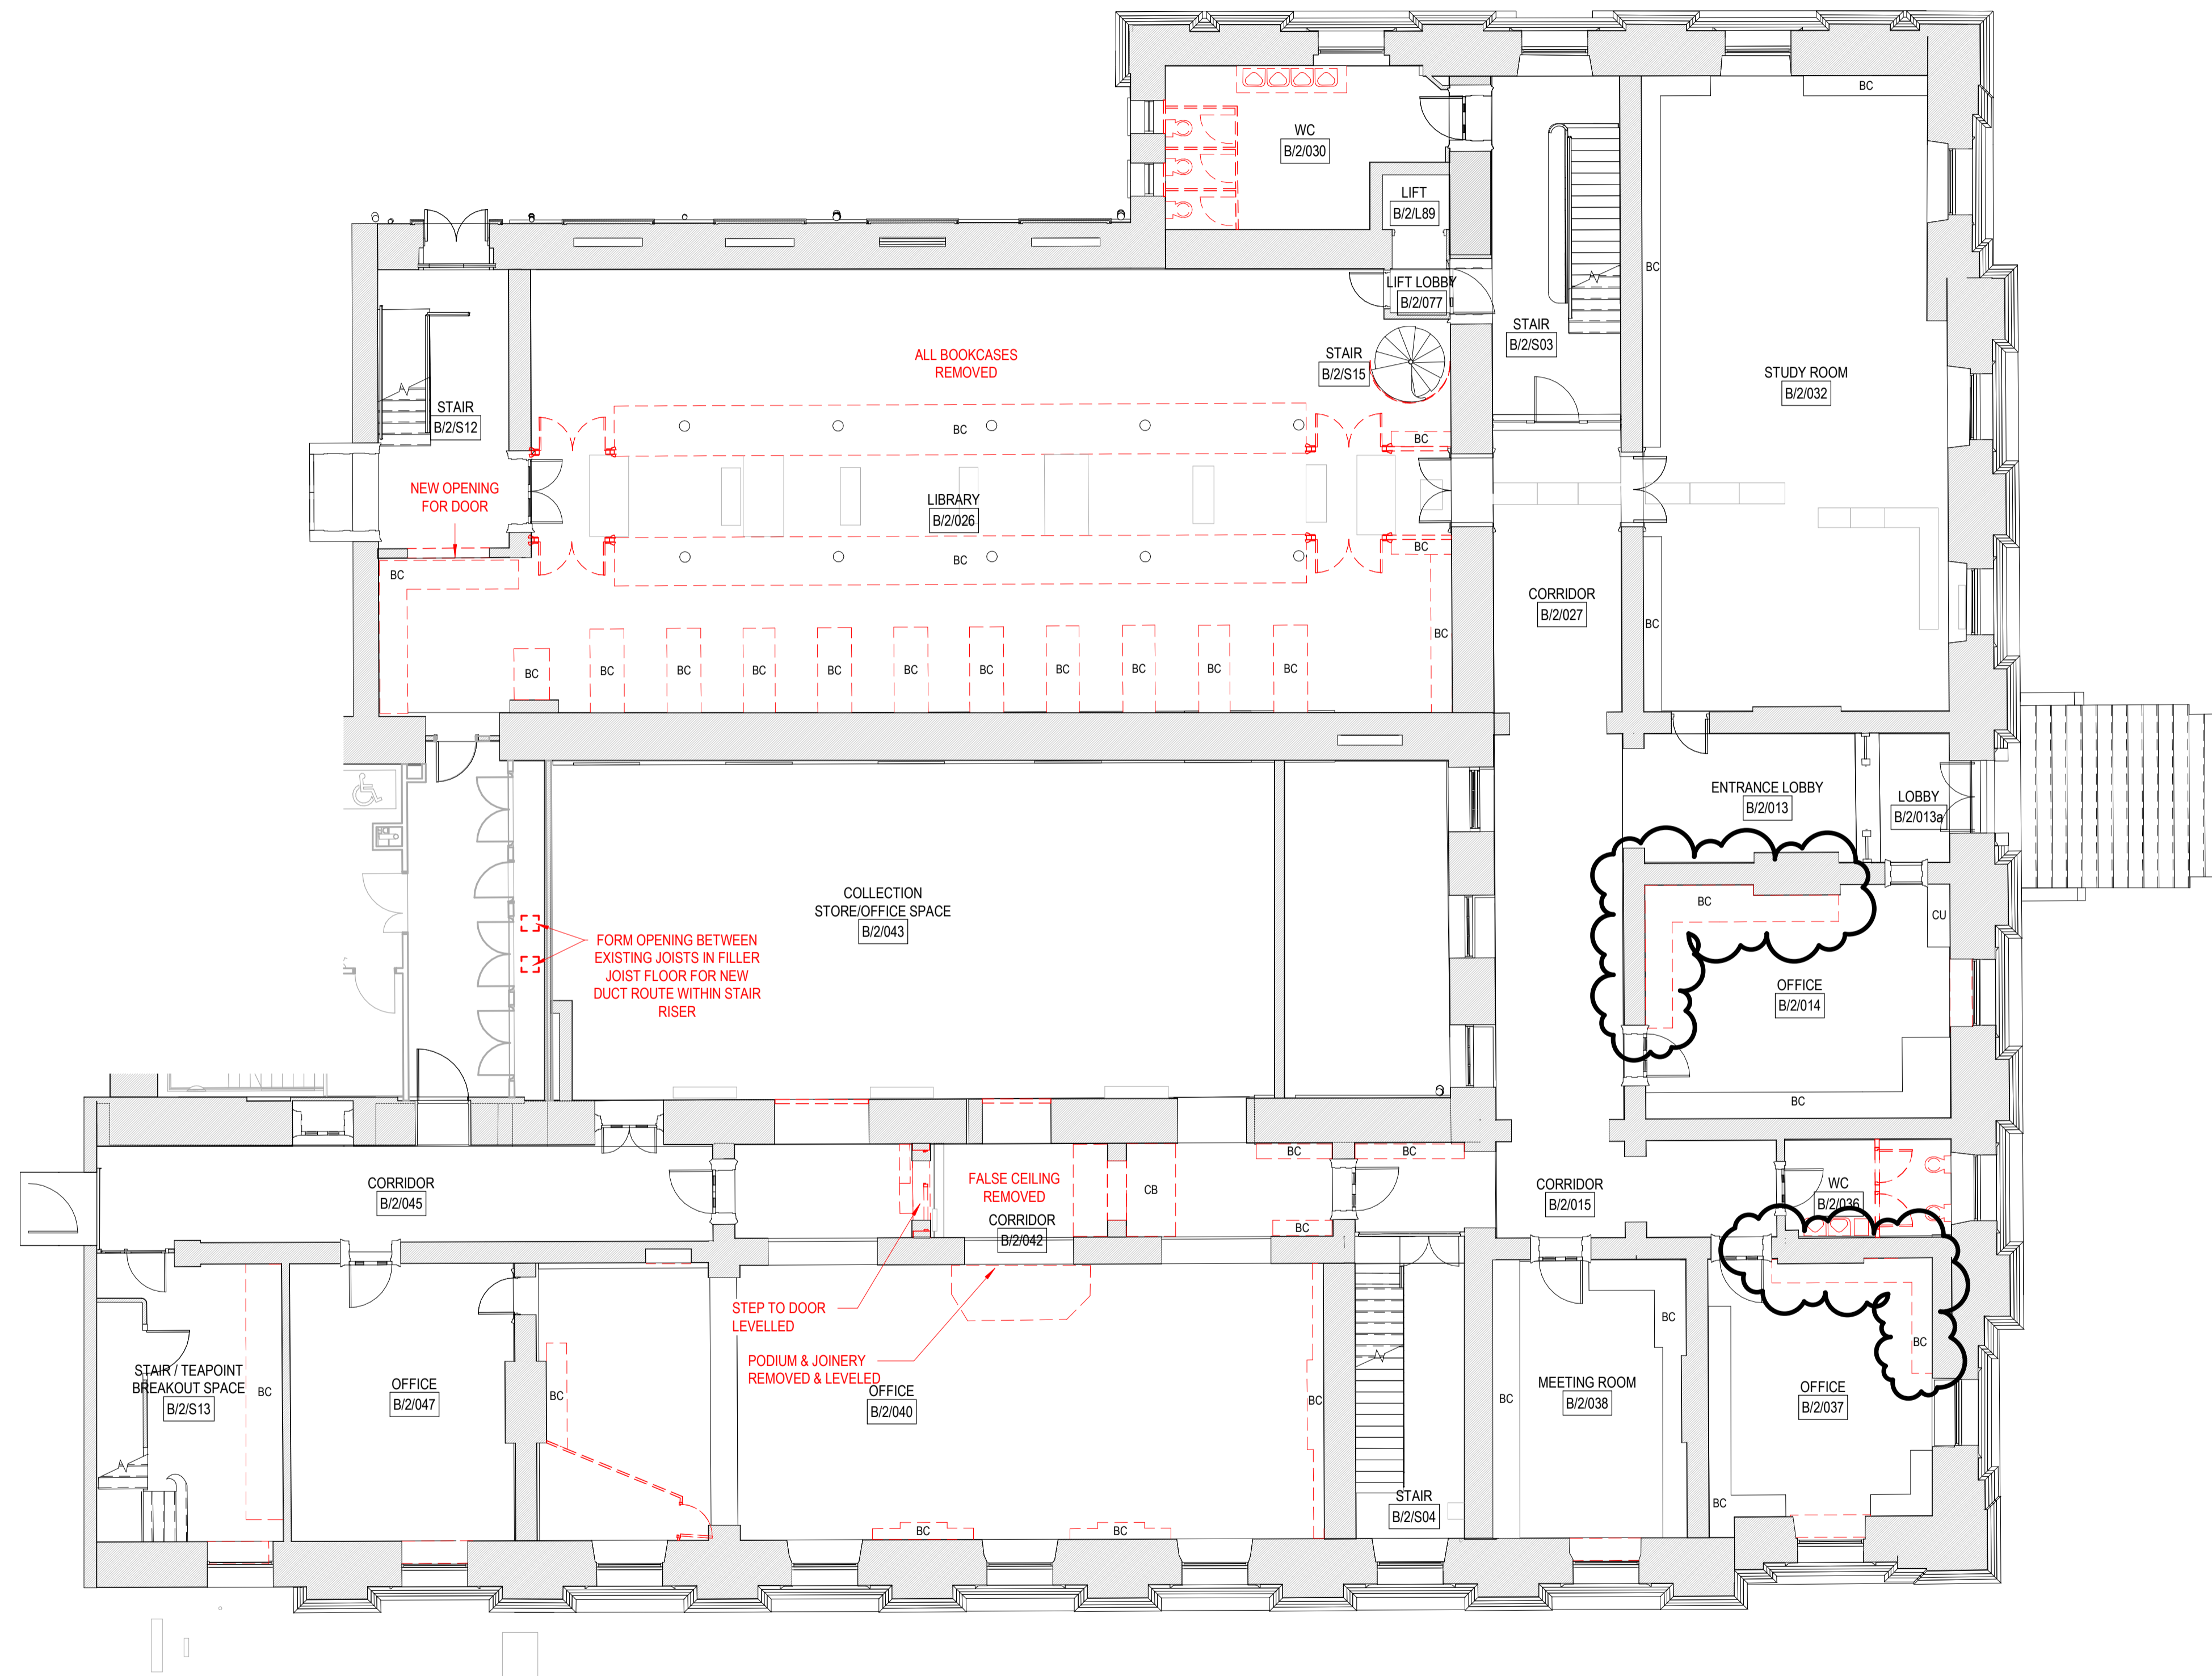 BC
WC
B/2/030
LIFT
B/2/L89
BC
LIFT LOBBY
B/2/077
STAIR
B/2/S03
ALL BOOKCASES
REMOVED
STAIR
B/2/S15
STUDY ROOM
B/2/032
STAIR
B/2/S12
BC
BC
NEW OPENING
FOR DOOR
LIBRARY
B/2/026
BC
BC
BC
CORRIDOR
B/2/027
BC
BC
BC
BC
BC
BC
BC
BC
BC
BC
BC
BC
BC
BC
ENTRANCE LOBBY
B/2/013
LOBBY
B/2/013a
COLLECTION
STORE/OFFICE SPACE
B/2/043
BC
CU
FORM OPENING BETWEEN
EXISTING JOISTS IN FILLER
JOIST FLOOR FOR NEW
DUCT ROUTE WITHIN STAIR
RISER
OFFICE
B/2/014
BC
BC
BC
CORRIDOR
B/2/045
FALSE CEILING
REMOVED
CB
CORRIDOR
B/2/042
BC
CORRIDOR
B/2/015
WC
B/2/036
STEP TO DOOR
LEVELLED
PODIUM & JOINERY
REMOVED & LEVELED
BC
BC
STAIR / TEAPOINT
BREAKOUT SPACE
B/2/S13
BC
OFFICE
B/2/047
BC
OFFICE
B/2/040
BC
BC
MEETING ROOM
B/2/038
OFFICE
B/2/037
BC
BC
STAIR
B/2/S04
BC